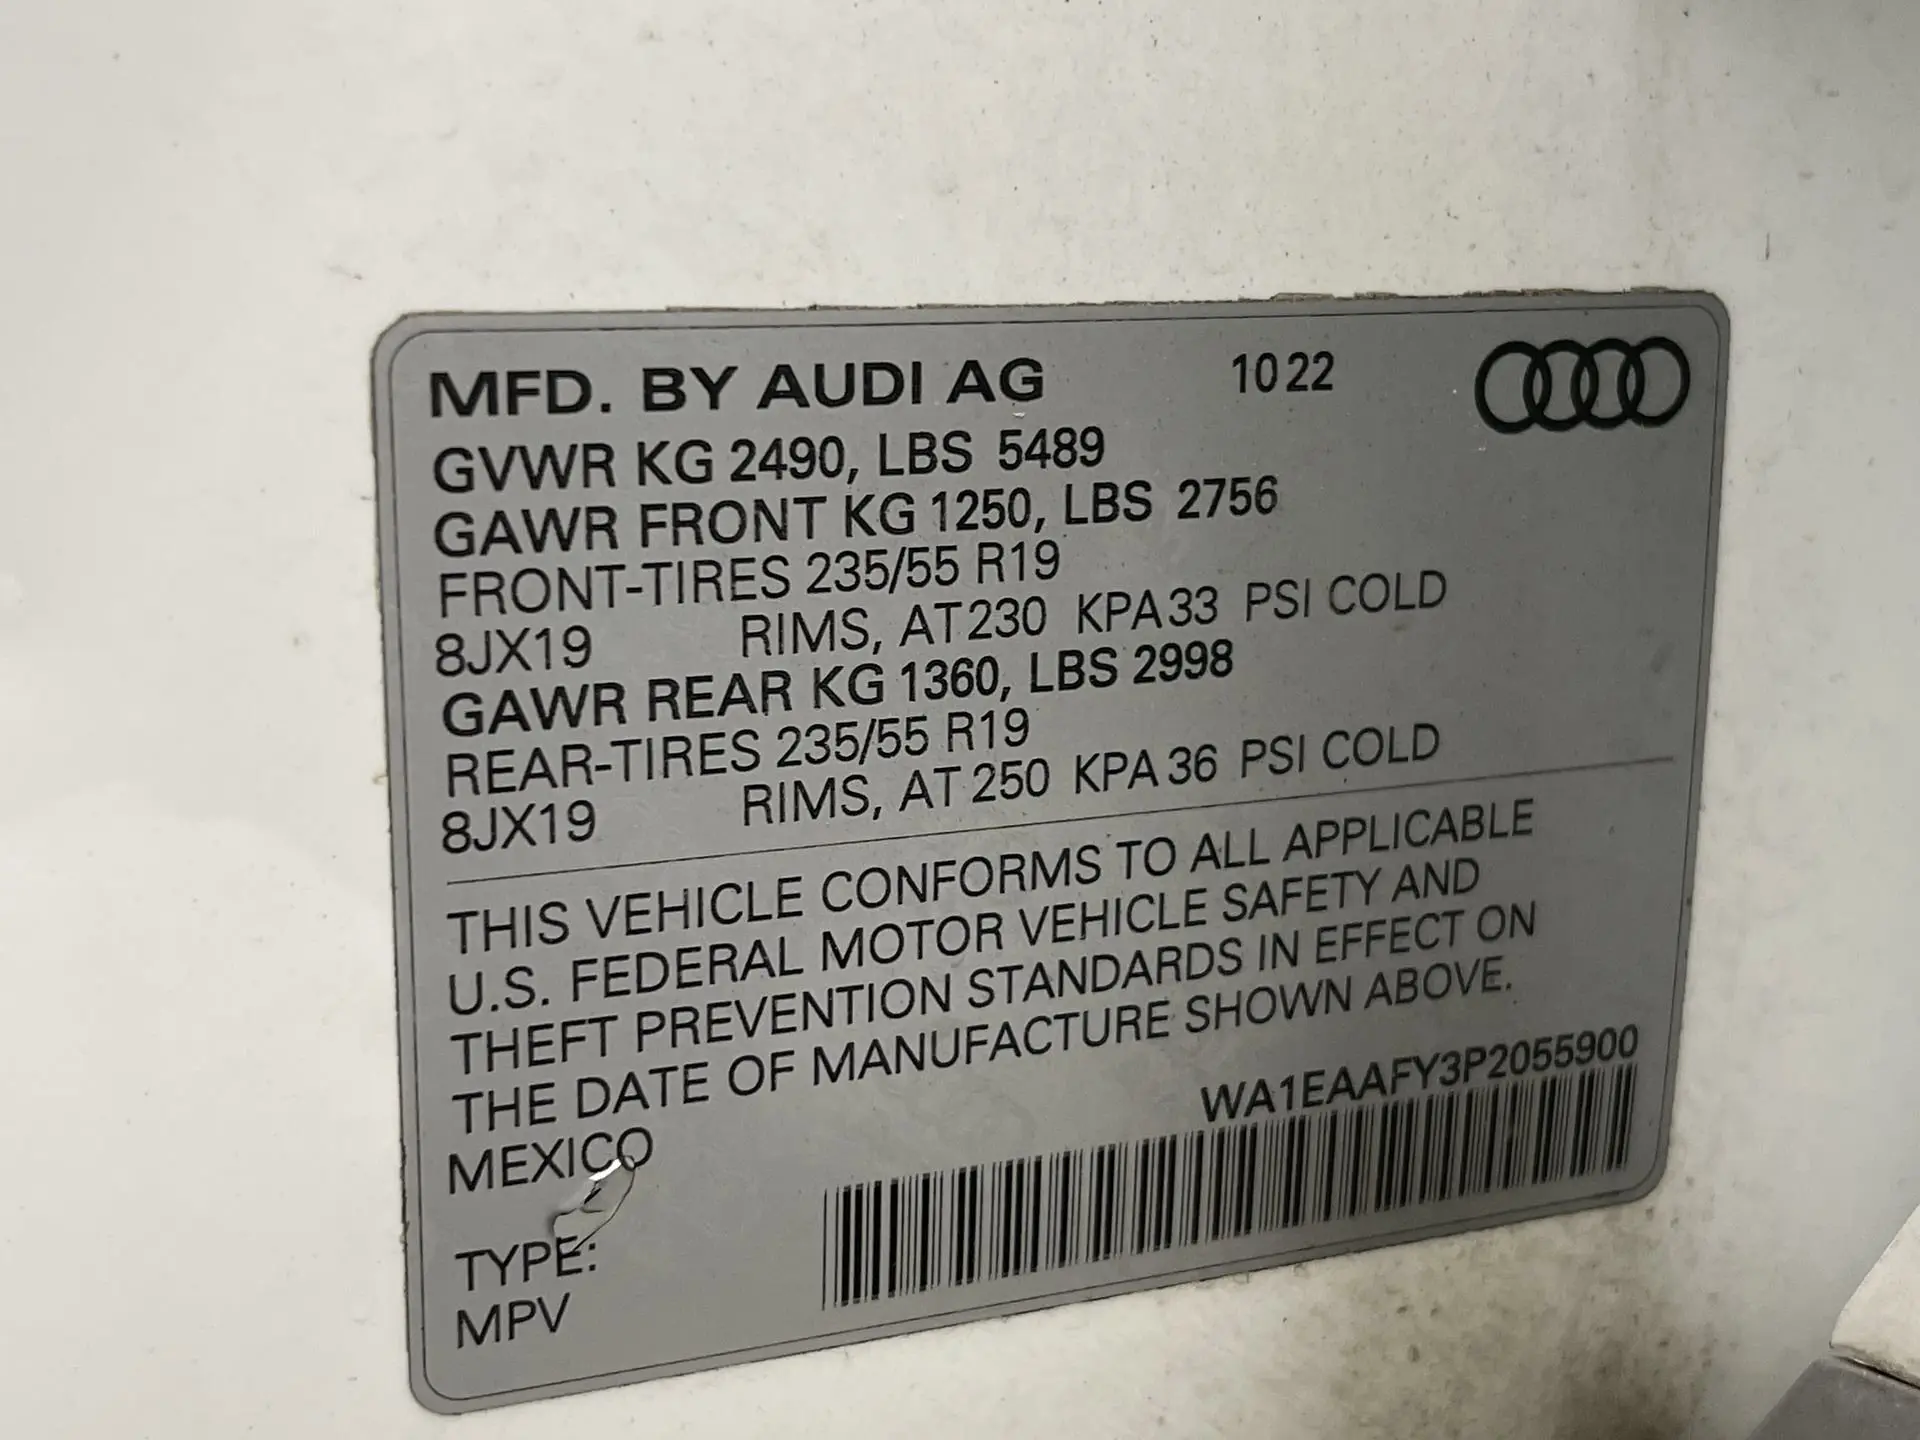 MFD. BY AUDI AG 10 22
GVWR KG 2490, LBS 5489
GAWR FRONT KG 1250, LBS 2756
FRONT-TIRES 235/55 R19
8JX19 RIMS, AT 230 KPA 33 PSI COLD
GAWR REAR KG 1360, LBS 2998
REAR-TIRES 235/55 R19
8JX19 RIMS, AT 250 KPA 36 PSI COLD
THIS VEHICLE CONFORMS TO ALL APPLICABLE
U.S. FEDERAL MOTOR VEHICLE SAFETY AND
THEFT PREVENTION STANDARDS IN EFFECT ON
THE DATE OF MANUFACTURE SHOWN ABOVE.
MEXICO WA1EAAFY3P2055900
TYPE:
MPV